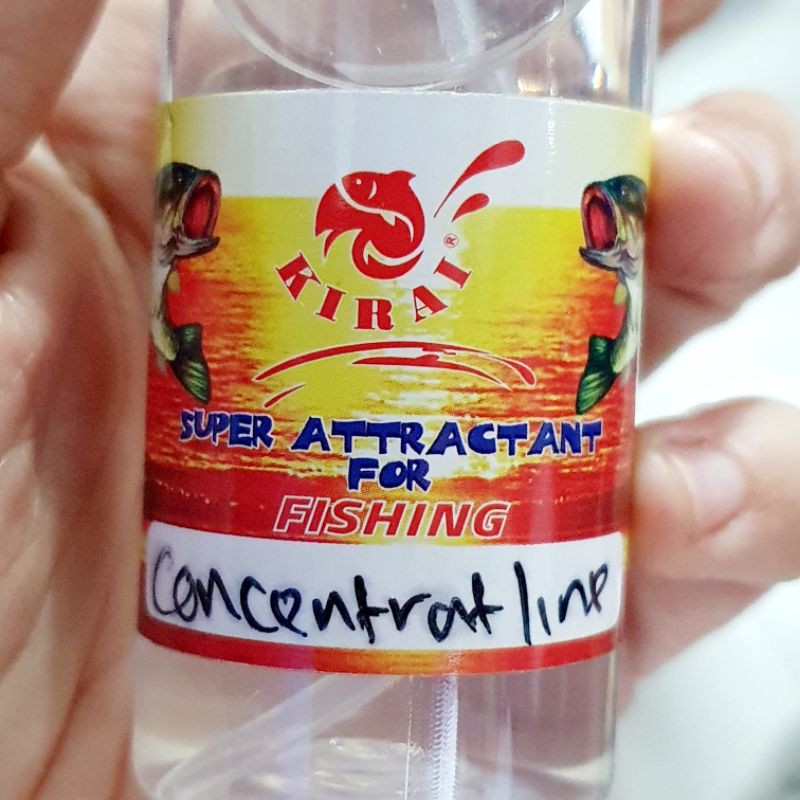 KIRAI®
SUPER ATTRACTANT
FOR
FISHING
Concentrat line